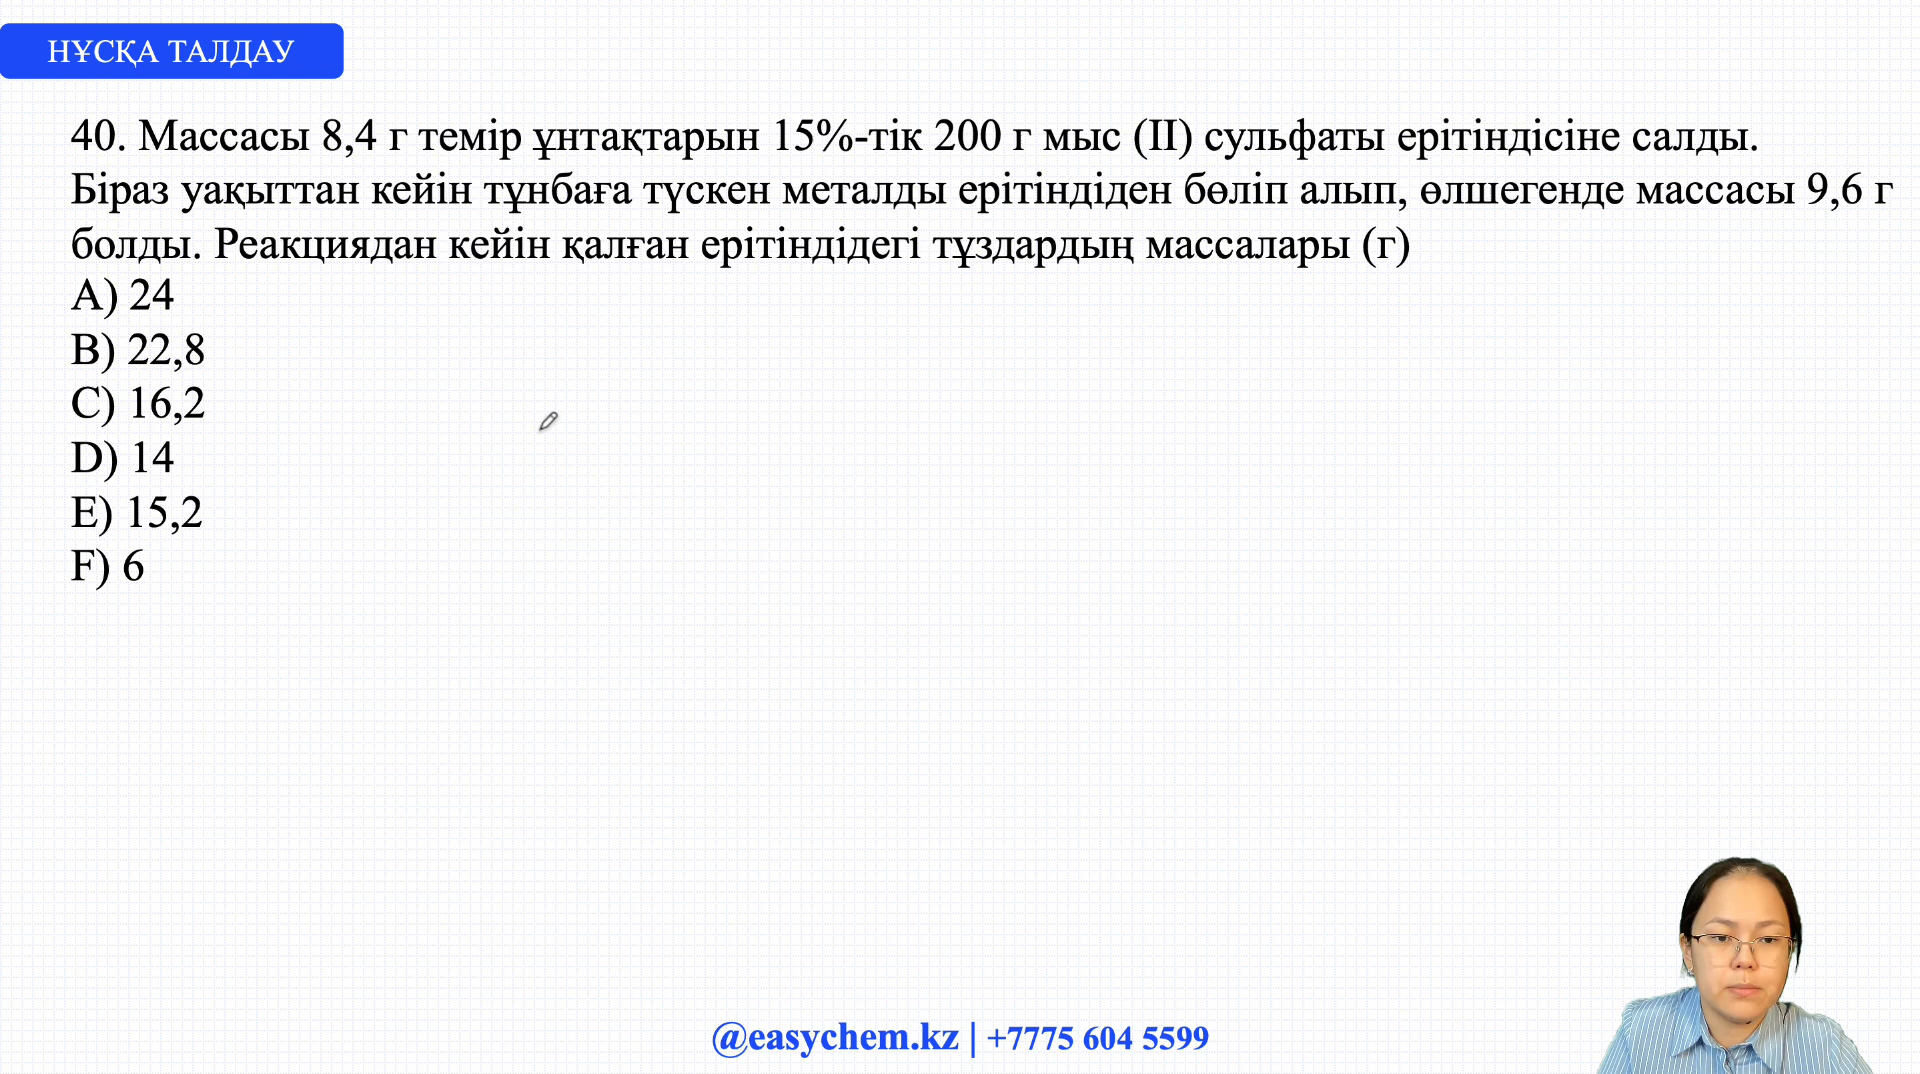 НҰСҚА ТАЛДАУ
40. Массасы 8,4 г темір ұнтақтарын 15%-тік 200 г мыс (II) сульфаты ерітіндісіне салды.
Біраз уақыттан кейін тұнбаға түскен металды ерітіндіден бөліп алып, өлшегенде массасы 9,6 г
болды. Реакциядан кейін қалған ерітіндідегі тұздардың массалары (г)
A) 24
B) 22,8
C) 16,2
D) 14
E) 15,2
F) 6
@easychem.kz | +7775 604 5599